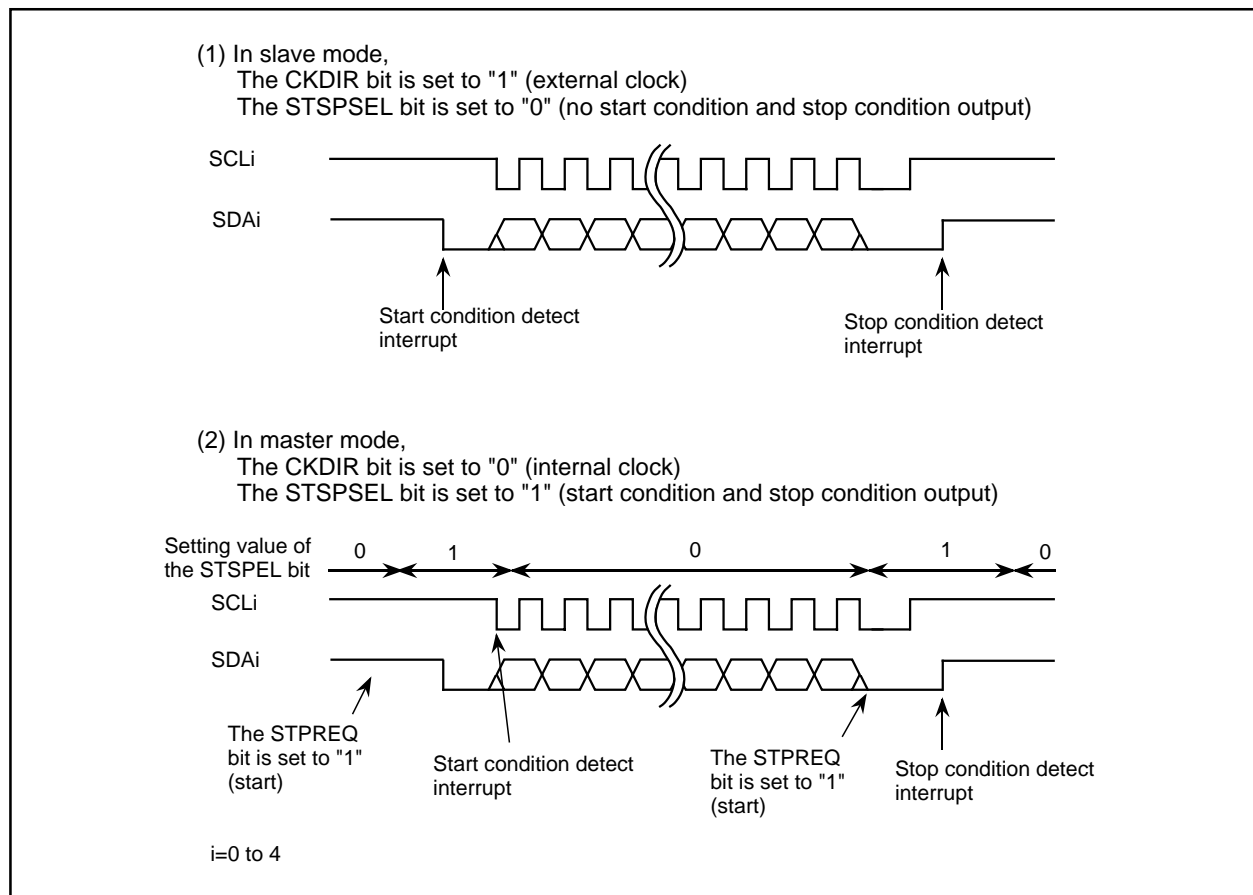 (1) In slave mode,
The CKDIR bit is set to "1" (external clock)
The STSPSEL bit is set to "0" (no start condition and stop condition output)
SCLi
SDAi
Start condition detect
interrupt
Stop condition detect
interrupt
(2) In master mode,
The CKDIR bit is set to "0" (internal clock)
The STSPSEL bit is set to "1" (start condition and stop condition output)
Setting value of
the STSPEL bit
0
1
0
1
0
SCLi
SDAi
The STPREQ
bit is set to "1"
(start)
Start condition detect
interrupt
The STPREQ
bit is set to "1"
(start)
Stop condition detect
interrupt
i=0 to 4